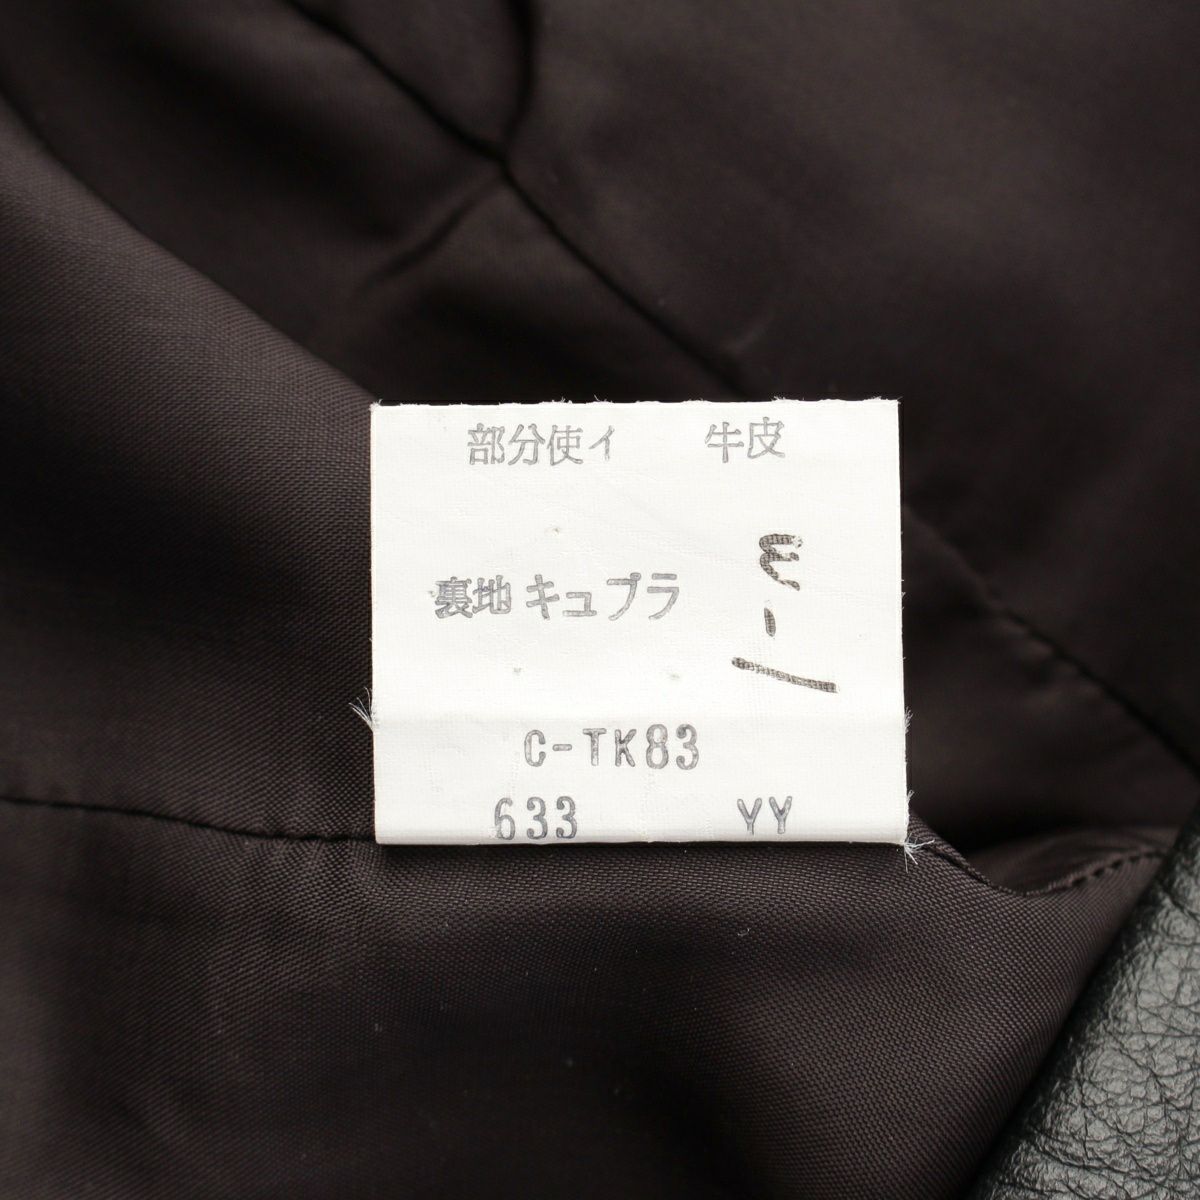 部分使イ 牛皮
裏地 キュプラ
C-TK83
633 YY